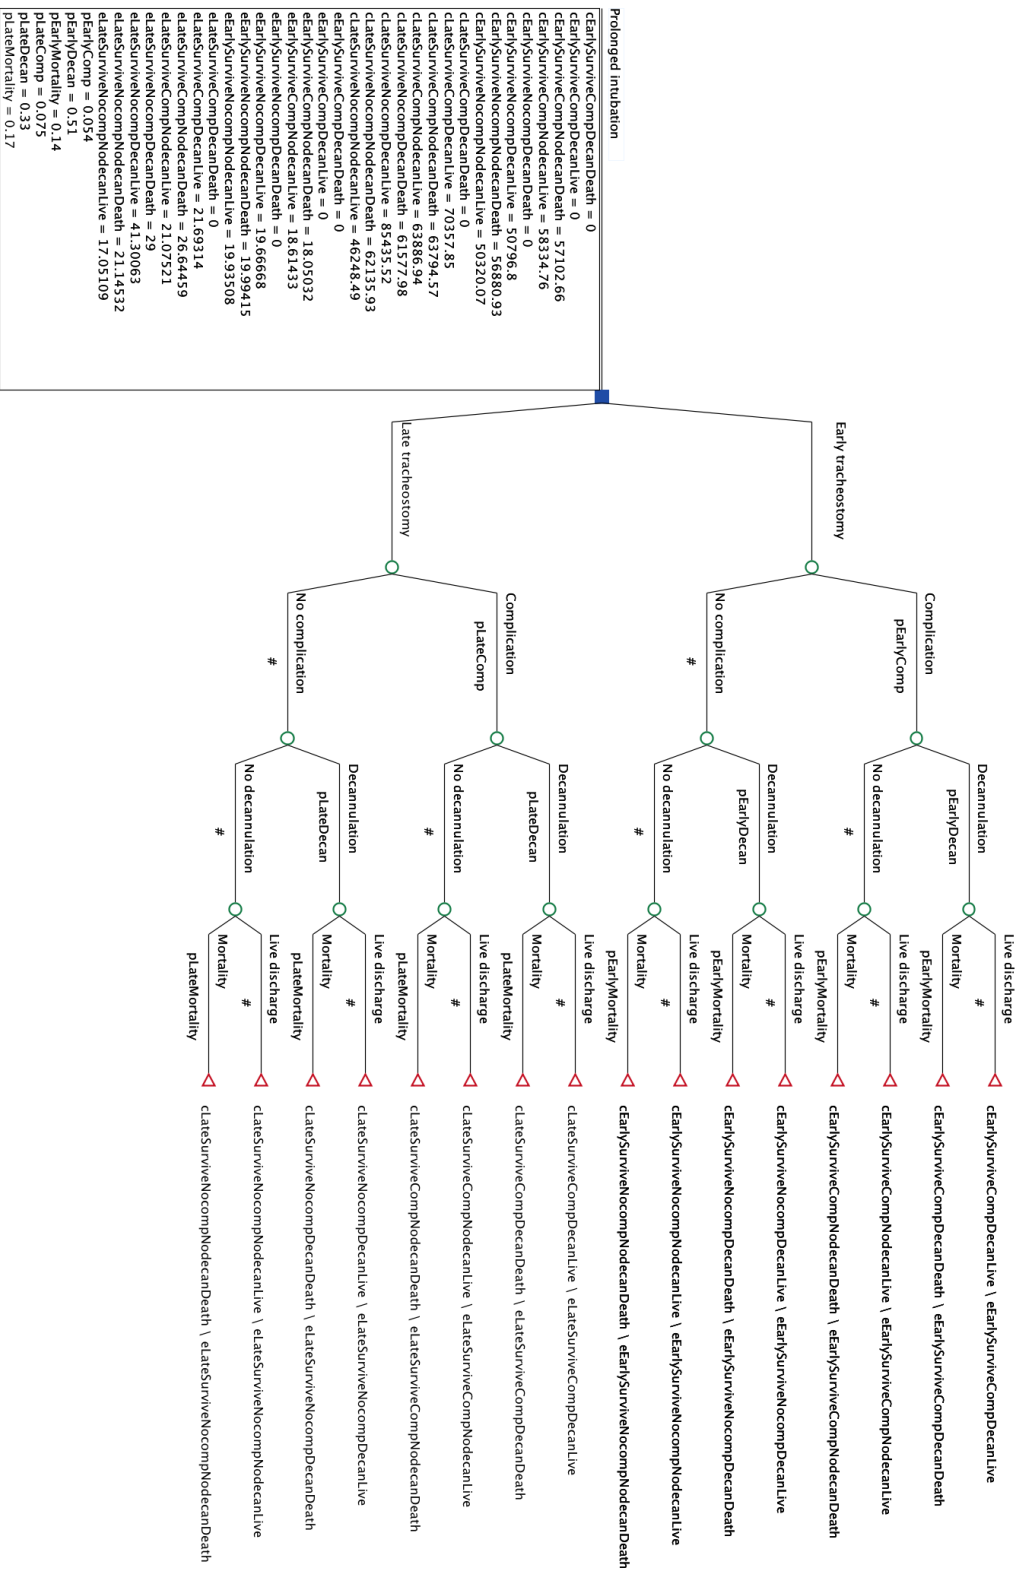 Prolonged intubation
cEarlySurviveCompDecanDeath = 0
cEarlySurviveCompDecanLive = 0
cEarlySurviveCompNodecanDeath = 57102.66
cEarlySurviveCompNodecanLive = 58334.76
cEarlySurviveNocompDecanDeath = 0
cEarlySurviveNocompDecanLive = 50796.8
cEarlySurviveNocompNodecanDeath = 56880.93
cEarlySurviveNocompNodecanLive = 50320.07
cLateSurviveCompDecanDeath = 0
cLateSurviveCompDecanLive = 70357.85
cLateSurviveCompNodecanDeath = 63794.57
cLateSurviveCompNodecanLive = 63886.94
cLateSurviveNocompDecanDeath = 61577.98
cLateSurviveNocompDecanLive = 85435.52
cLateSurviveNocompNodecanDeath = 62135.93
cLateSurviveNocompNodecanLive = 46248.49
eEarlySurviveCompDecanDeath = 0
eEarlySurviveCompDecanLive = 0
eEarlySurviveCompNodecanDeath = 18.05032
eEarlySurviveCompNodecanLive = 18.61433
eEarlySurviveNocompDecanDeath = 0
eEarlySurviveNocompDecanLive = 19.66668
eEarlySurviveNocompNodecanDeath = 19.99415
eEarlySurviveNocompNodecanLive = 19.93508
eLateSurviveCompDecanDeath = 0
eLateSurviveCompDecanLive = 21.69314
eLateSurviveCompNodecanDeath = 26.64459
eLateSurviveCompNodecanLive = 21.07521
eLateSurviveNocompDecanDeath = 29
eLateSurviveNocompDecanLive = 41.30063
eLateSurviveNocompNodecanDeath = 21.14532
eLateSurviveNocompNodecanLive = 17.05109
pEarlyComp = 0.054
pEarlyDecan = 0.51
pEarlyMortality = 0.14
pLateComp = 0.075
pLateDecan = 0.33
pLateMortality = 0.17
Early tracheostomy
Complication
pEarlyComp
Decannulation
pEarlyDecan
Live discharge
#
cEarlySurviveCompDecanLive \ eEarlySurviveCompDecanLive
Mortality
pEarlyMortality
cEarlySurviveCompDecanDeath \ eEarlySurviveCompDecanDeath
No decannulation
#
Live discharge
#
cEarlySurviveCompNodecanLive \ eEarlySurviveCompNodecanLive
Mortality
pEarlyMortality
cEarlySurviveCompNodecanDeath \ eEarlySurviveCompNodecanDeath
No complication
#
Decannulation
pEarlyDecan
Live discharge
#
cEarlySurviveNocompDecanLive \ eEarlySurviveNocompDecanLive
Mortality
pEarlyMortality
cEarlySurviveNocompDecanDeath \ eEarlySurviveNocompDecanDeath
No decannulation
#
Live discharge
#
cEarlySurviveNocompNodecanLive \ eEarlySurviveNocompNodecanLive
Mortality
pEarlyMortality
cEarlySurviveNocompNodecanDeath \ eEarlySurviveNocompNodecanDeath
Late tracheostomy
Complication
pLateComp
Decannulation
pLateDecan
Live discharge
#
cLateSurviveCompDecanLive \ eLateSurviveCompDecanLive
Mortality
pLateMortality
cLateSurviveCompDecanDeath \ eLateSurviveCompDecanDeath
No decannulation
#
Live discharge
#
cLateSurviveCompNodecanLive \ eLateSurviveCompNodecanLive
Mortality
pLateMortality
cLateSurviveCompNodecanDeath \ eLateSurviveCompNodecanDeath
No complication
#
Decannulation
pLateDecan
Live discharge
#
cLateSurviveNocompDecanLive \ eLateSurviveNocompDecanLive
Mortality
pLateMortality
cLateSurviveNocompDecanDeath \ eLateSurviveNocompDecanDeath
No decannulation
#
Live discharge
#
cLateSurviveNocompNodecanLive \ eLateSurviveNocompNodecanLive
Mortality
pLateMortality
cLateSurviveNocompNodecanDeath \ eLateSurviveNocompNodecanDeath